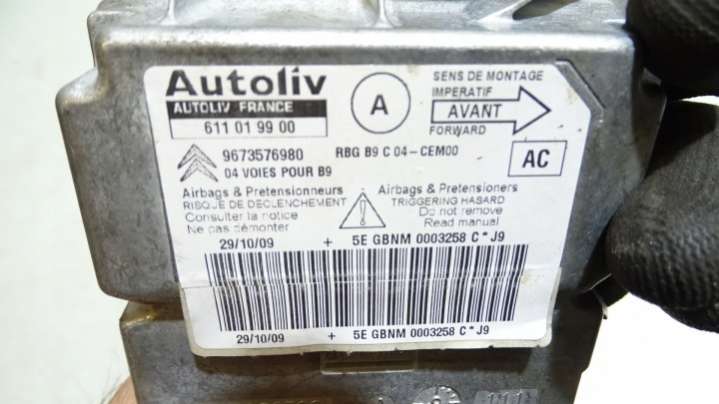 Autoliv
AUTOLIV FRANCE
611 01 99 00
A
SENS DE MONTAGE
IMPERATIF
AVANT
FORWARD
9673576980
04 VOIES POUR B9
RBG B9 C 04-CEM00
AC
Airbags & Pretensionneurs
RISQUE DE DECLENCHEMENT
Consulter la notice
Ne pas démonter
Airbags & Pretensioners
TRIGGERING HASARD
Do not remove
Read manual
29/10/09 + 5E GBNM 0003258 C*J9
29/10/09 + 5E GBNM 0003258 C*J9